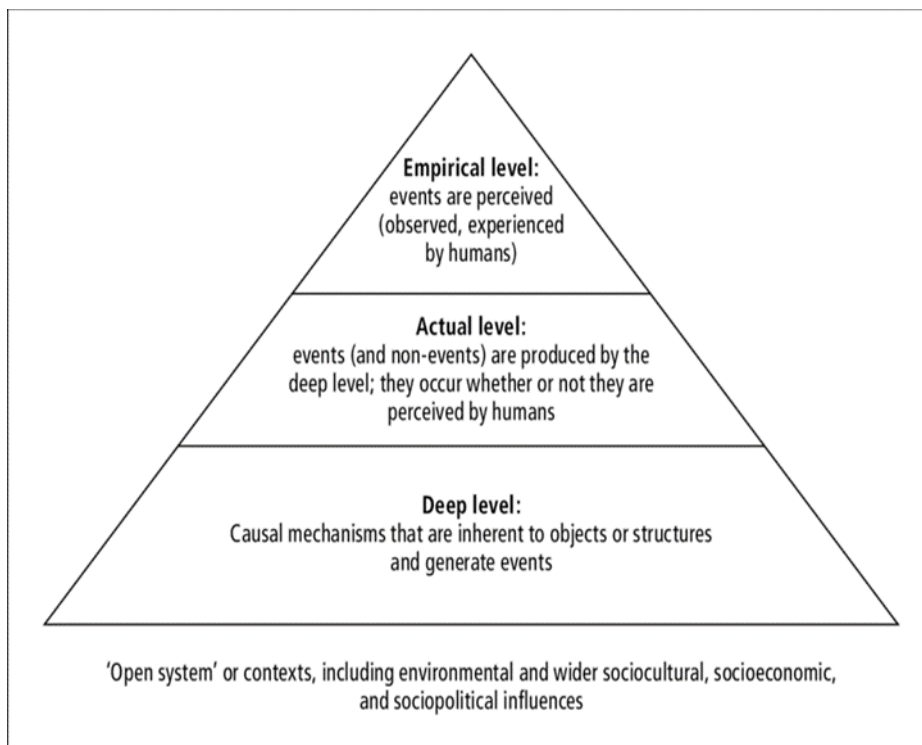 Empirical level:
events are perceived
(observed, experienced
by humans)
Actual level:
events (and non-events) are produced by the
deep level; they occur whether or not they are
perceived by humans
Deep level:
Causal mechanisms that are inherent to objects or structures
and generate events
‘Open system’ or contexts, including environmental and wider sociocultural, socioeconomic,
and sociopolitical influences